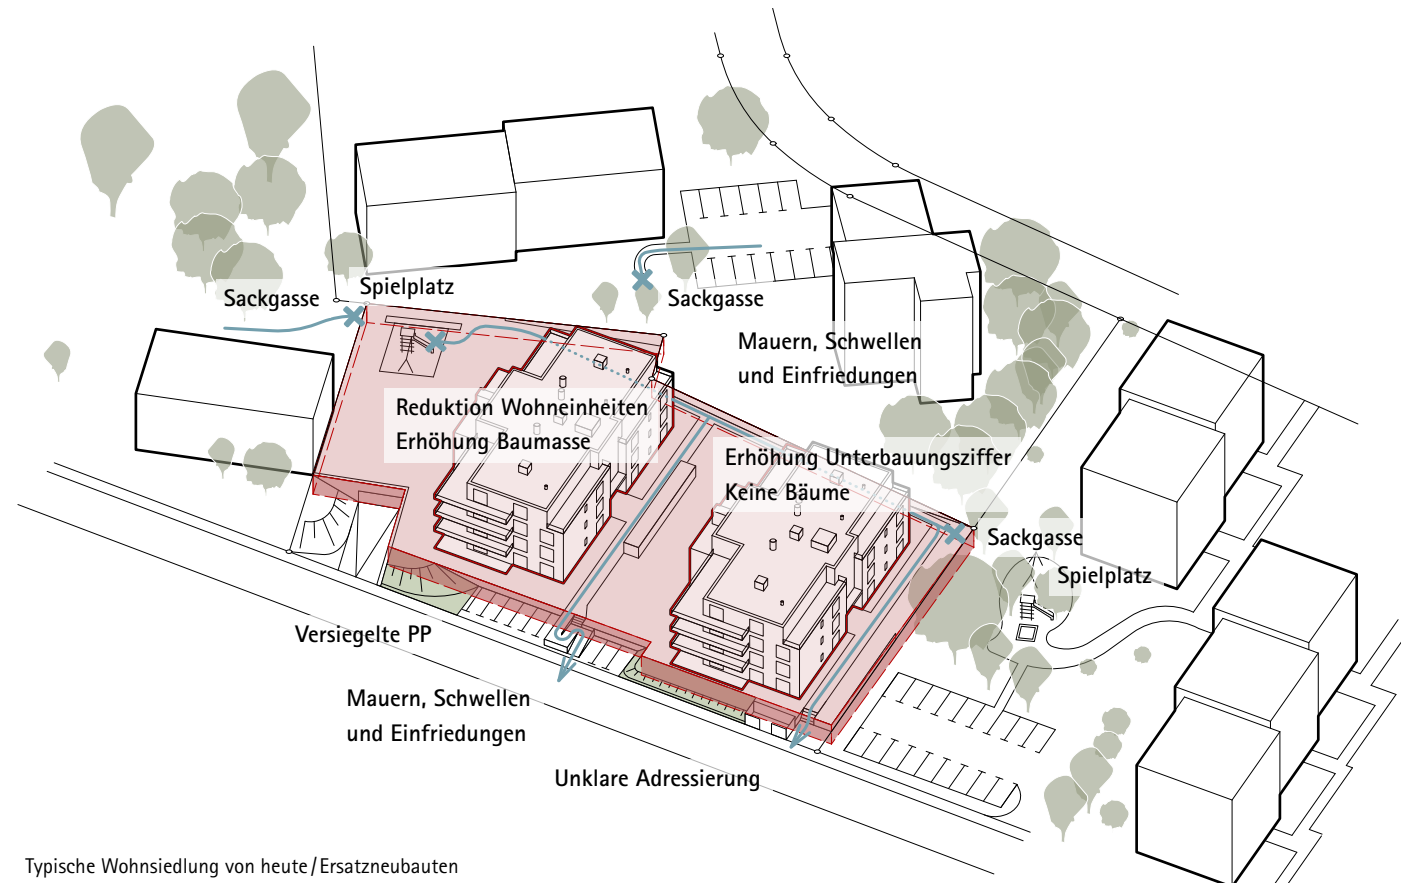 Spielplatz
Sackgasse
Sackgasse
Mauern, Schwellen
und Einfriedungen
Reduktion Wohneinheiten
Erhöhung Baumasse
Erhöhung Unterbauungsziffer
Keine Bäume
Sackgasse
Spielplatz
Versiegelte PP
Mauern, Schwellen
und Einfriedungen
Unklare Adressierung
Typische Wohnsiedlung von heute/Ersatzneubauten